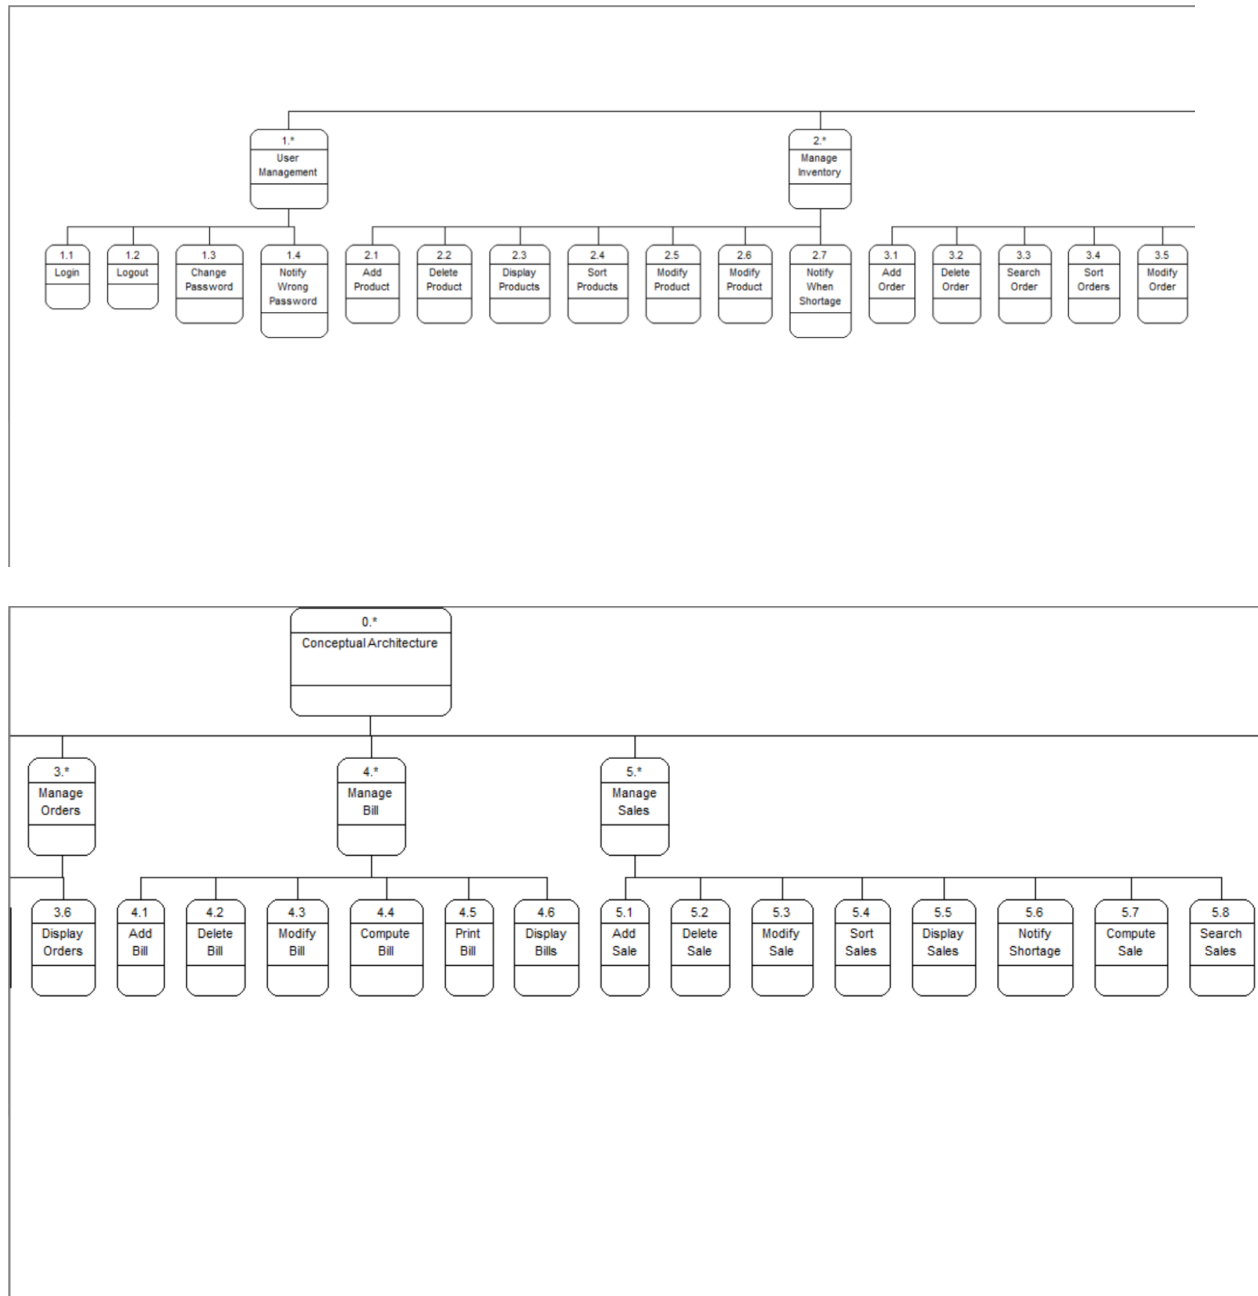 1.*
User
Management
2.*
Manage
Inventory
1.1
Login
1.2
Logout
1.3
Change
Password
1.4
Notify
Wrong
Password
2.1
Add
Product
2.2
Delete
Product
2.3
Display
Products
2.4
Sort
Products
2.5
Modify
Product
2.6
Modify
Product
2.7
Notify
When
Shortage
3.1
Add
Order
3.2
Delete
Order
3.3
Search
Order
3.4
Sort
Orders
3.5
Modify
Order
0.*
Conceptual Architecture
3.*
Manage
Orders
4.*
Manage
Bill
5.*
Manage
Sales
3.6
Display
Orders
4.1
Add
Bill
4.2
Delete
Bill
4.3
Modify
Bill
4.4
Compute
Bill
4.5
Print
Bill
4.6
Display
Bills
5.1
Add
Sale
5.2
Delete
Sale
5.3
Modify
Sale
5.4
Sort
Sales
5.5
Display
Sales
5.6
Notify
Shortage
5.7
Compute
Sale
5.8
Search
Sales